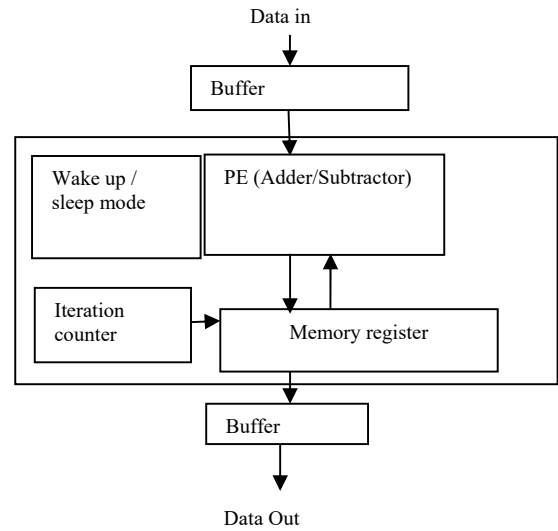 Data in
Buffer
Wake up /
sleep mode
PE (Adder/Subtractor)
Iteration
counter
Memory register
Buffer
Data Out